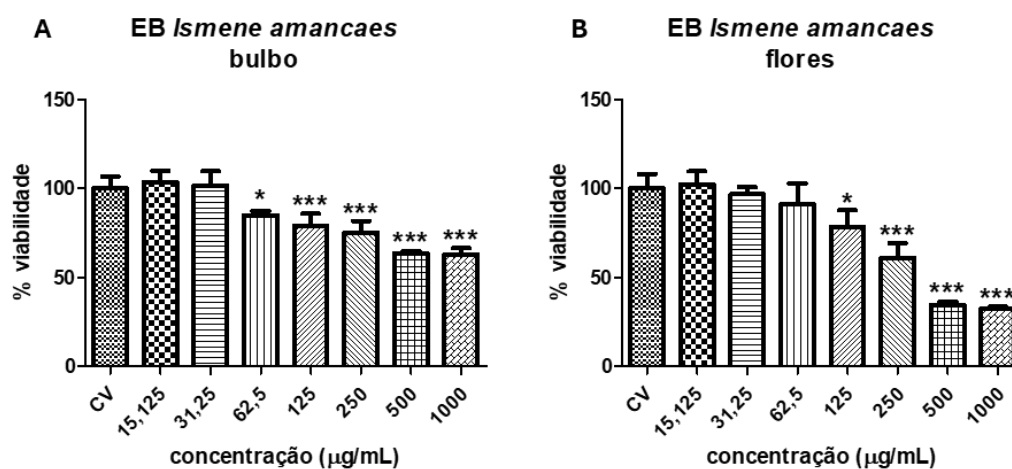 A
EB Ismene amancaes
bulbo
% viabilidade
150
100
50
0
*
***
***
***
***
CV
15,125
31,25
62,5
125
250
500
1000
concentração (µg/mL)
B
EB Ismene amancaes
flores
% viabilidade
150
100
50
0
*
***
***
***
CV
15,125
31,25
62,5
125
250
500
1000
concentração (µg/mL)